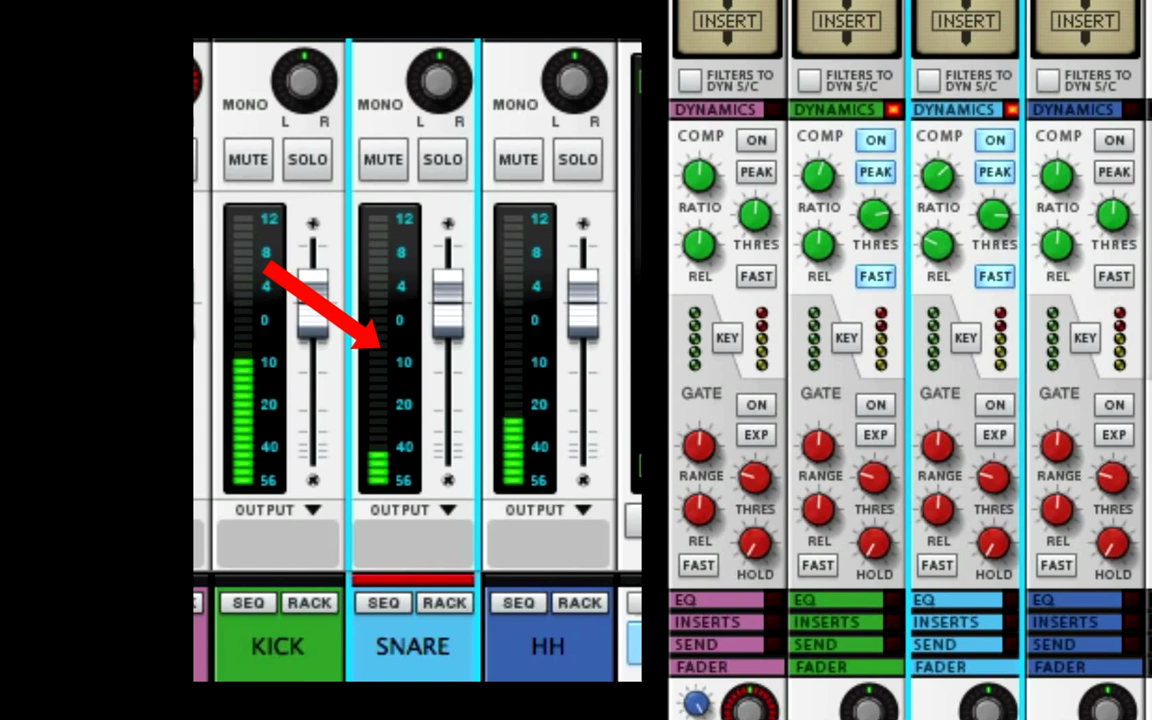 MONO MONO MONO
L R L R L R
MUTE SOLO MUTE SOLO MUTE SOLO
12 12 12
8 8 8
4 4 4
0 0 0
10 10 10
20 20 20
40 40 40
56 56 56
OUTPUT OUTPUT OUTPUT
SEQ RACK SEQ RACK SEQ RACK
KICK SNARE HH
INSERT INSERT INSERT INSERT
FILTERS TO FILTERS TO FILTERS TO FILTERS TO
DYN S/C DYN S/C DYN S/C DYN S/C
DYNAMICS DYNAMICS DYNAMICS DYNAMICS
COMP ON COMP ON COMP ON COMP ON
PEAK PEAK PEAK PEAK
RATIO RATIO RATIO RATIO
THRES THRES THRES THRES
REL FAST REL FAST REL FAST REL FAST
KEY KEY KEY KEY
GATE ON GATE ON GATE ON GATE ON
EXP EXP EXP EXP
RANGE RANGE RANGE RANGE
THRES THRES THRES THRES
REL REL REL REL
FAST HOLD FAST HOLD FAST HOLD FAST HOLD
EQ EQ EQ EQ
INSERTS INSERTS INSERTS INSERTS
SEND SEND SEND SEND
FADER FADER FADER FADER